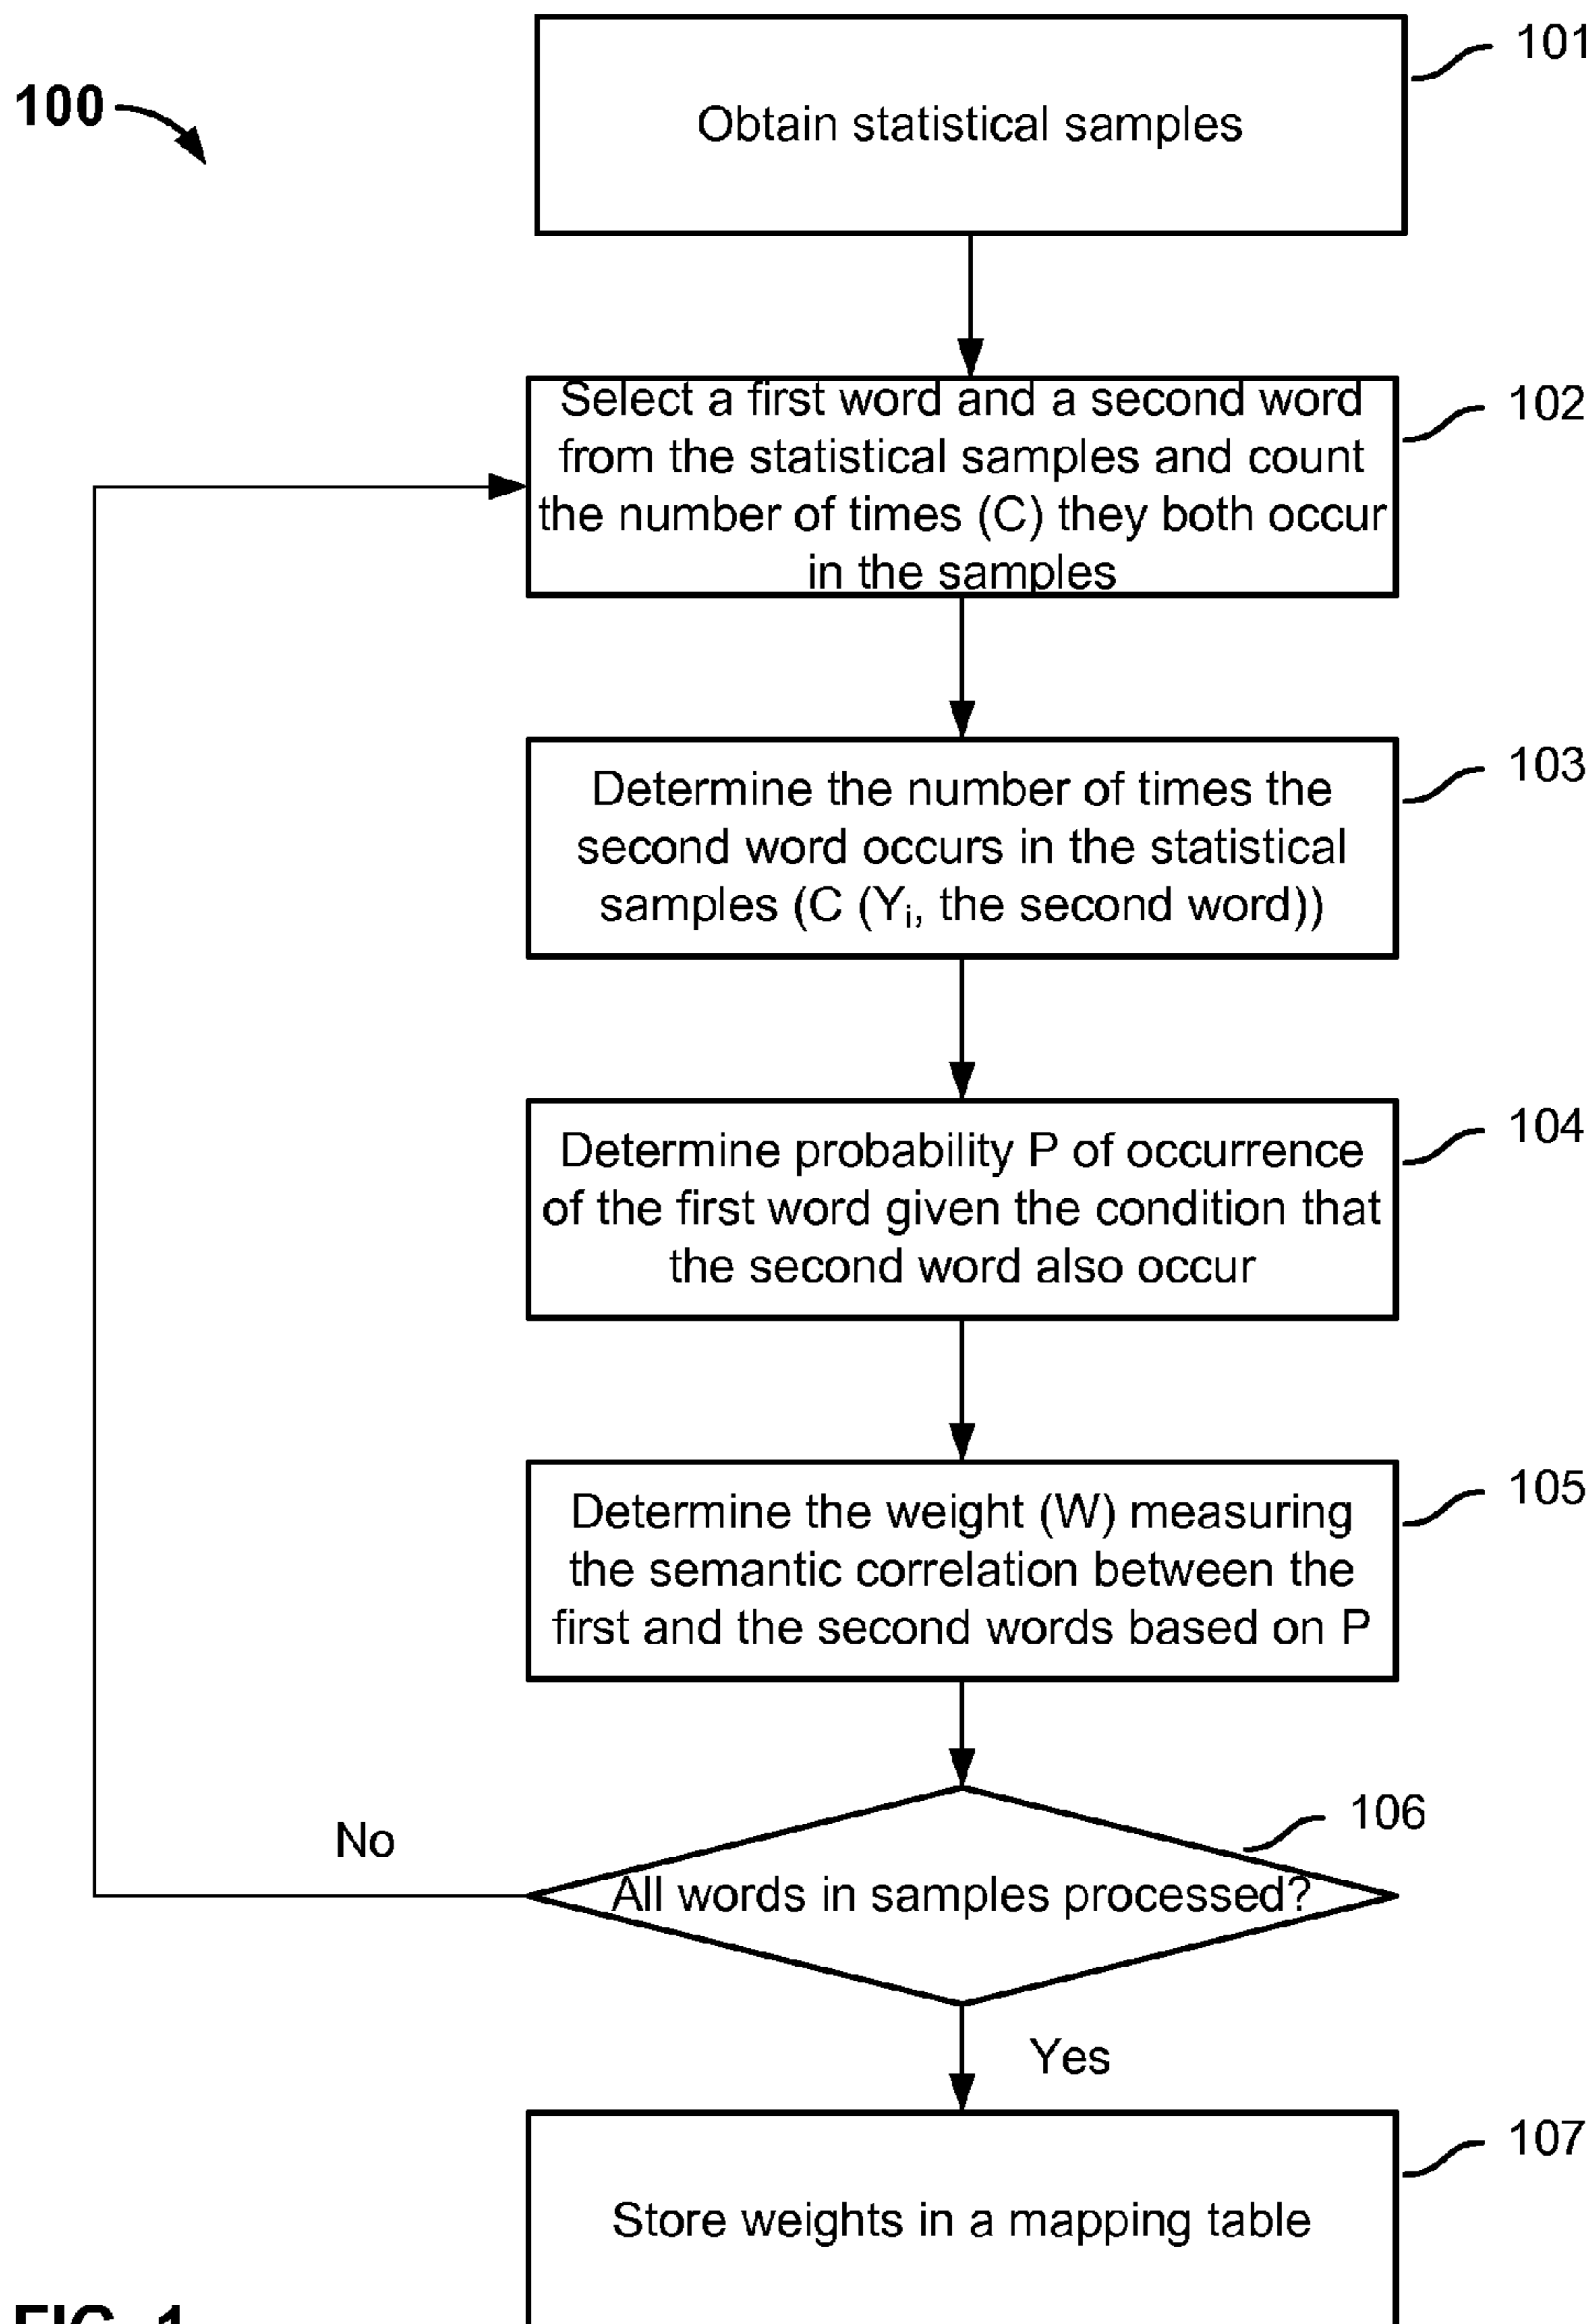 100
101
Obtain statistical samples
102
Select a first word and a second word
from the statistical samples and count
the number of times (C) they both occur
in the samples
103
Determine the number of times the
second word occurs in the statistical
samples (C (Yᵢ, the second word))
104
Determine probability P of occurrence
of the first word given the condition that
the second word also occur
105
Determine the weight (W) measuring
the semantic correlation between the
first and the second words based on P
106
No
All words in samples processed?
Yes
107
Store weights in a mapping table
FIG. 1